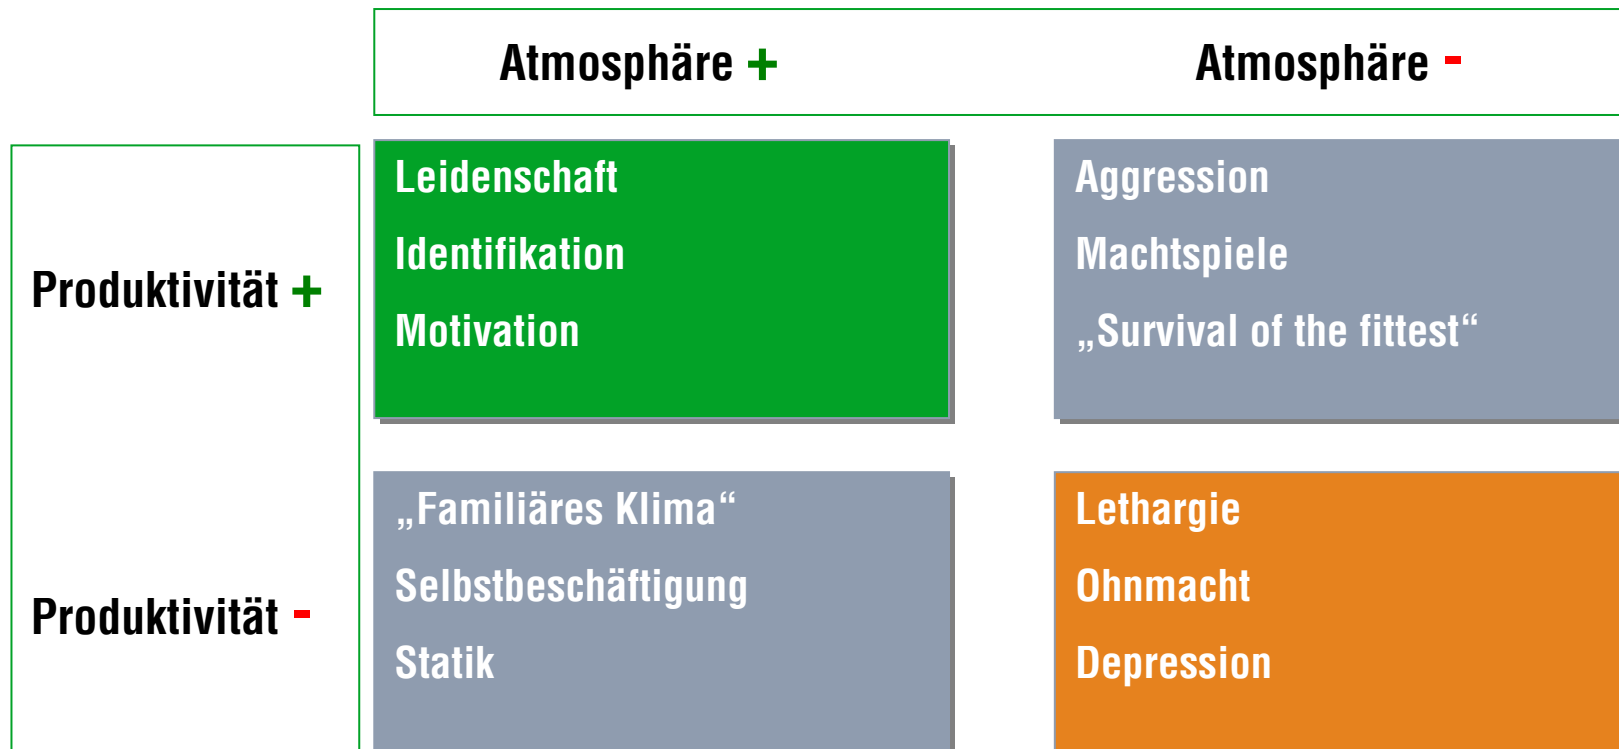 Atmosphäre + Atmosphäre -
Produktivität +
Leidenschaft
Identifikation
Motivation
Aggression
Machtspiele
„Survival of the fittest“
Produktivität -
„Familiäres Klima“
Selbstbeschäftigung
Statik
Lethargie
Ohnmacht
Depression